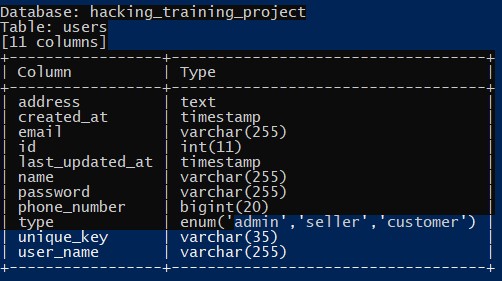 Database: hacking_training_project
Table: users
[11 columns]
+-----------------+------------------------------------+
| Column          | Type                               |
+-----------------+------------------------------------+
| address         | text                               |
| created_at      | timestamp                          |
| email           | varchar(255)                       |
| id              | int(11)                            |
| last_updated_at | timestamp                          |
| name            | varchar(255)                       |
| password        | varchar(255)                       |
| phone_number    | bigint(20)                         |
| type            | enum('admin','seller','customer') |
| unique_key      | varchar(35)                        |
| user_name       | varchar(255)                       |
+-----------------+------------------------------------+